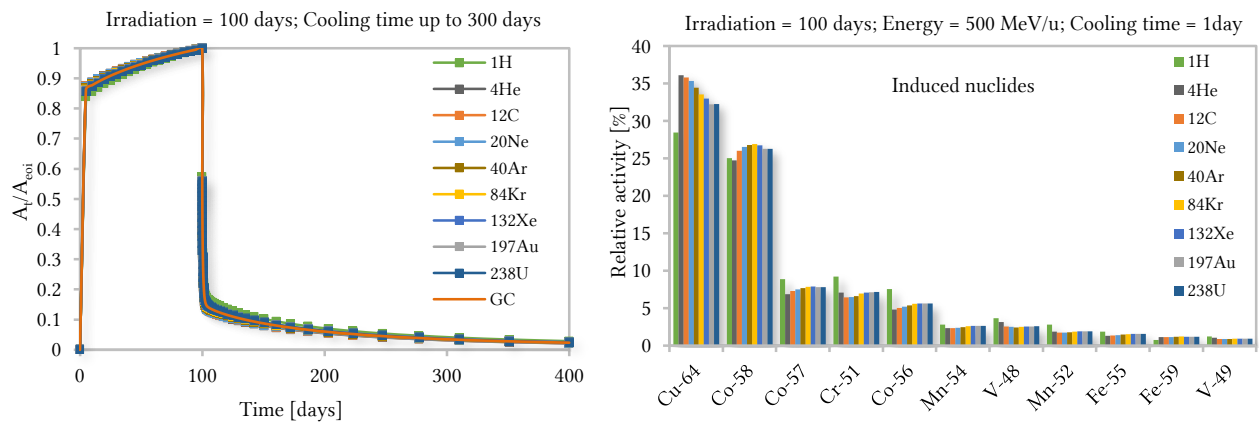 Irradiation = 100 days; Cooling time up to 300 days
1
0.9
0.8
0.7
0.6
0.5
0.4
0.3
0.2
0.1
0
At/Aeoi
0 100 200 300 400
Time [days]
1H
4He
12C
20Ne
40Ar
84Kr
132Xe
197Au
238U
GC
Irradiation = 100 days; Energy = 500 MeV/u; Cooling time = 1day
40
35
30
25
20
15
10
5
0
Relative activity [%]
Induced nuclides
1H
4He
12C
20Ne
40Ar
84Kr
132Xe
197Au
238U
Cu-64 Co-58 Co-57 Cr-51 Co-56 Mn-54 V-48 Mn-52 Fe-55 Fe-59 V-49